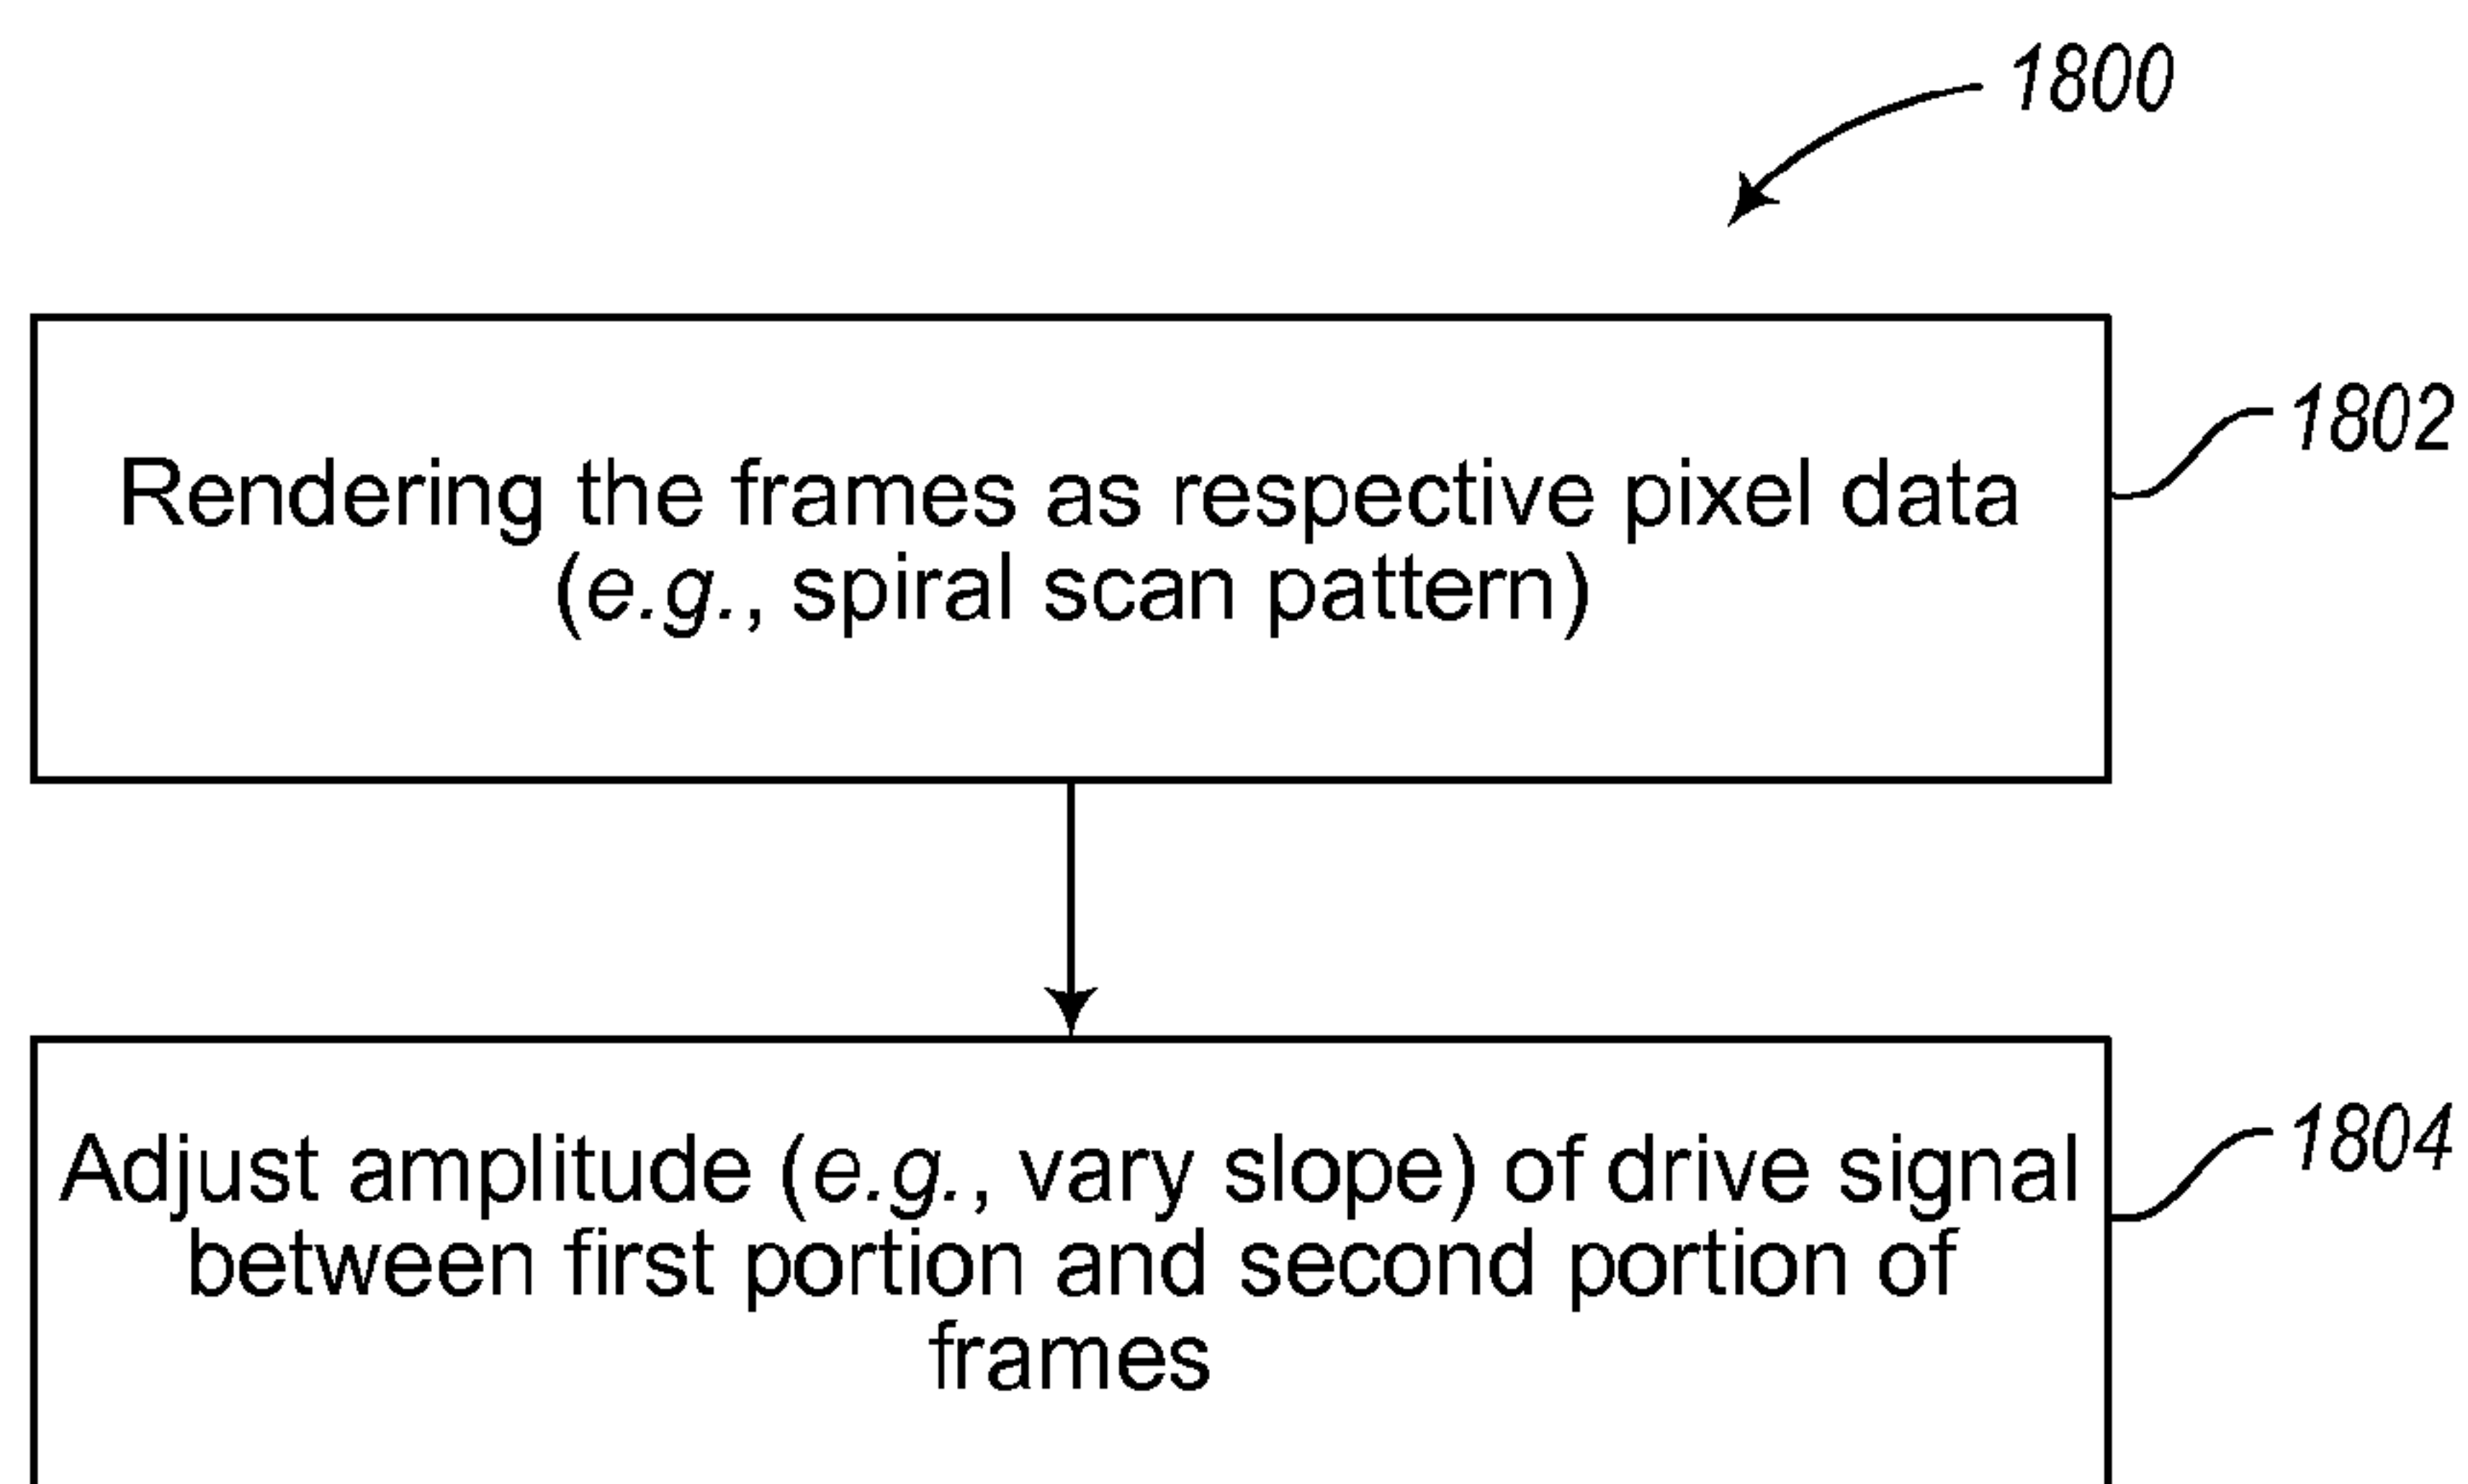 1800
1802
Rendering the frames as respective pixel data
(e.g., spiral scan pattern)
1804
Adjust amplitude (e.g., vary slope) of drive signal
between first portion and second portion of
frames